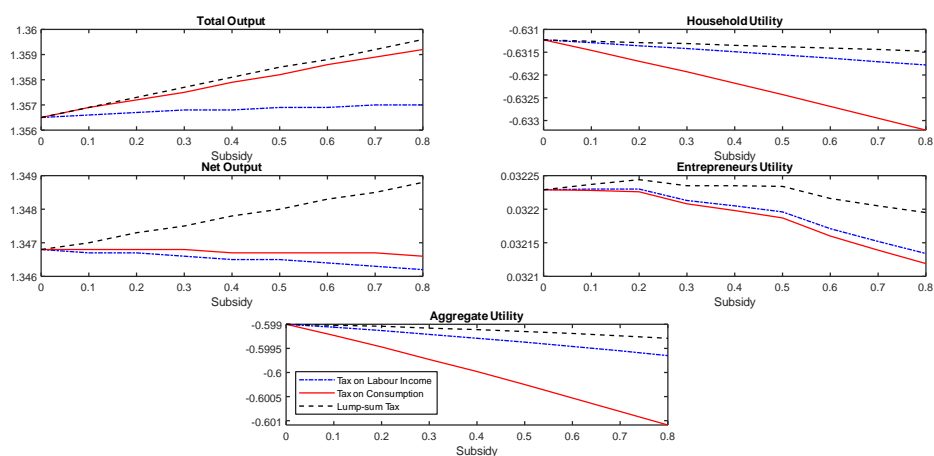 Total Output
1.36
1.359
1.358
1.357
1.356
0 0.1 0.2 0.3 0.4 0.5 0.6 0.7 0.8
Subsidy
Household Utility
-0.631
-0.6315
-0.632
-0.6325
-0.633
0 0.1 0.2 0.3 0.4 0.5 0.6 0.7 0.8
Subsidy
Net Output
1.349
1.348
1.347
1.346
0 0.1 0.2 0.3 0.4 0.5 0.6 0.7 0.8
Subsidy
Entrepreneurs Utility
0.03225
0.0322
0.03215
0.0321
0 0.1 0.2 0.3 0.4 0.5 0.6 0.7 0.8
Subsidy
Aggregate Utility
-0.599
-0.5995
-0.6
-0.6005
-0.601
Tax on Labour Income
Tax on Consumption
Lump-sum Tax
0 0.1 0.2 0.3 0.4 0.5 0.6 0.7 0.8
Subsidy